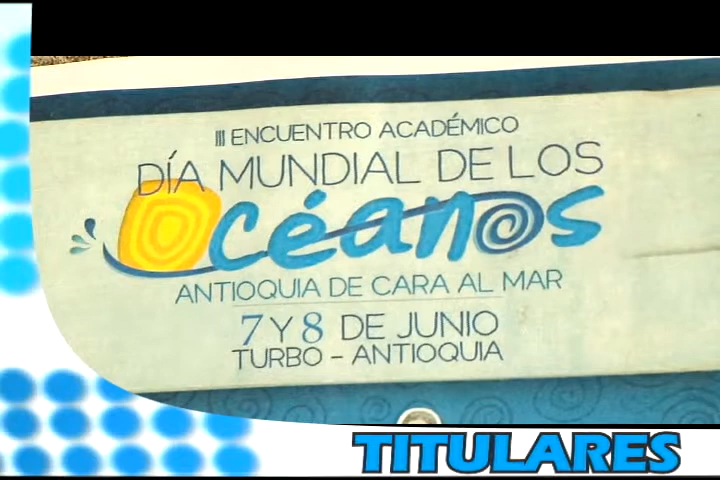 III ENCUENTRO ACADÉMICO
DÍA MUNDIAL DE LOS
océanos
ANTIOQUIA DE CARA AL MAR
7 Y 8 DE JUNIO
TURBO - ANTIOQUIA
TITULARES